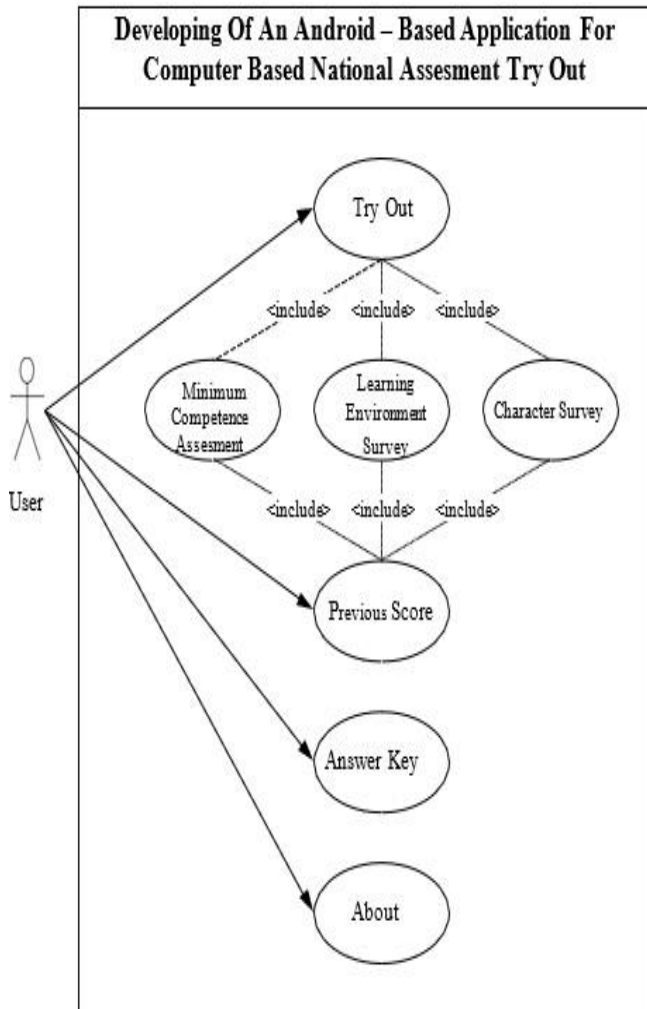 Developing Of An Android – Based Application For
Computer Based National Assesment Try Out
Try Out
<include>
<include>
<include>
Minimum
Competence
Assesment
Learning
Environment
Survey
Character Survey
User
<include>
<include>
<include>
Previous Score
Answer Key
About